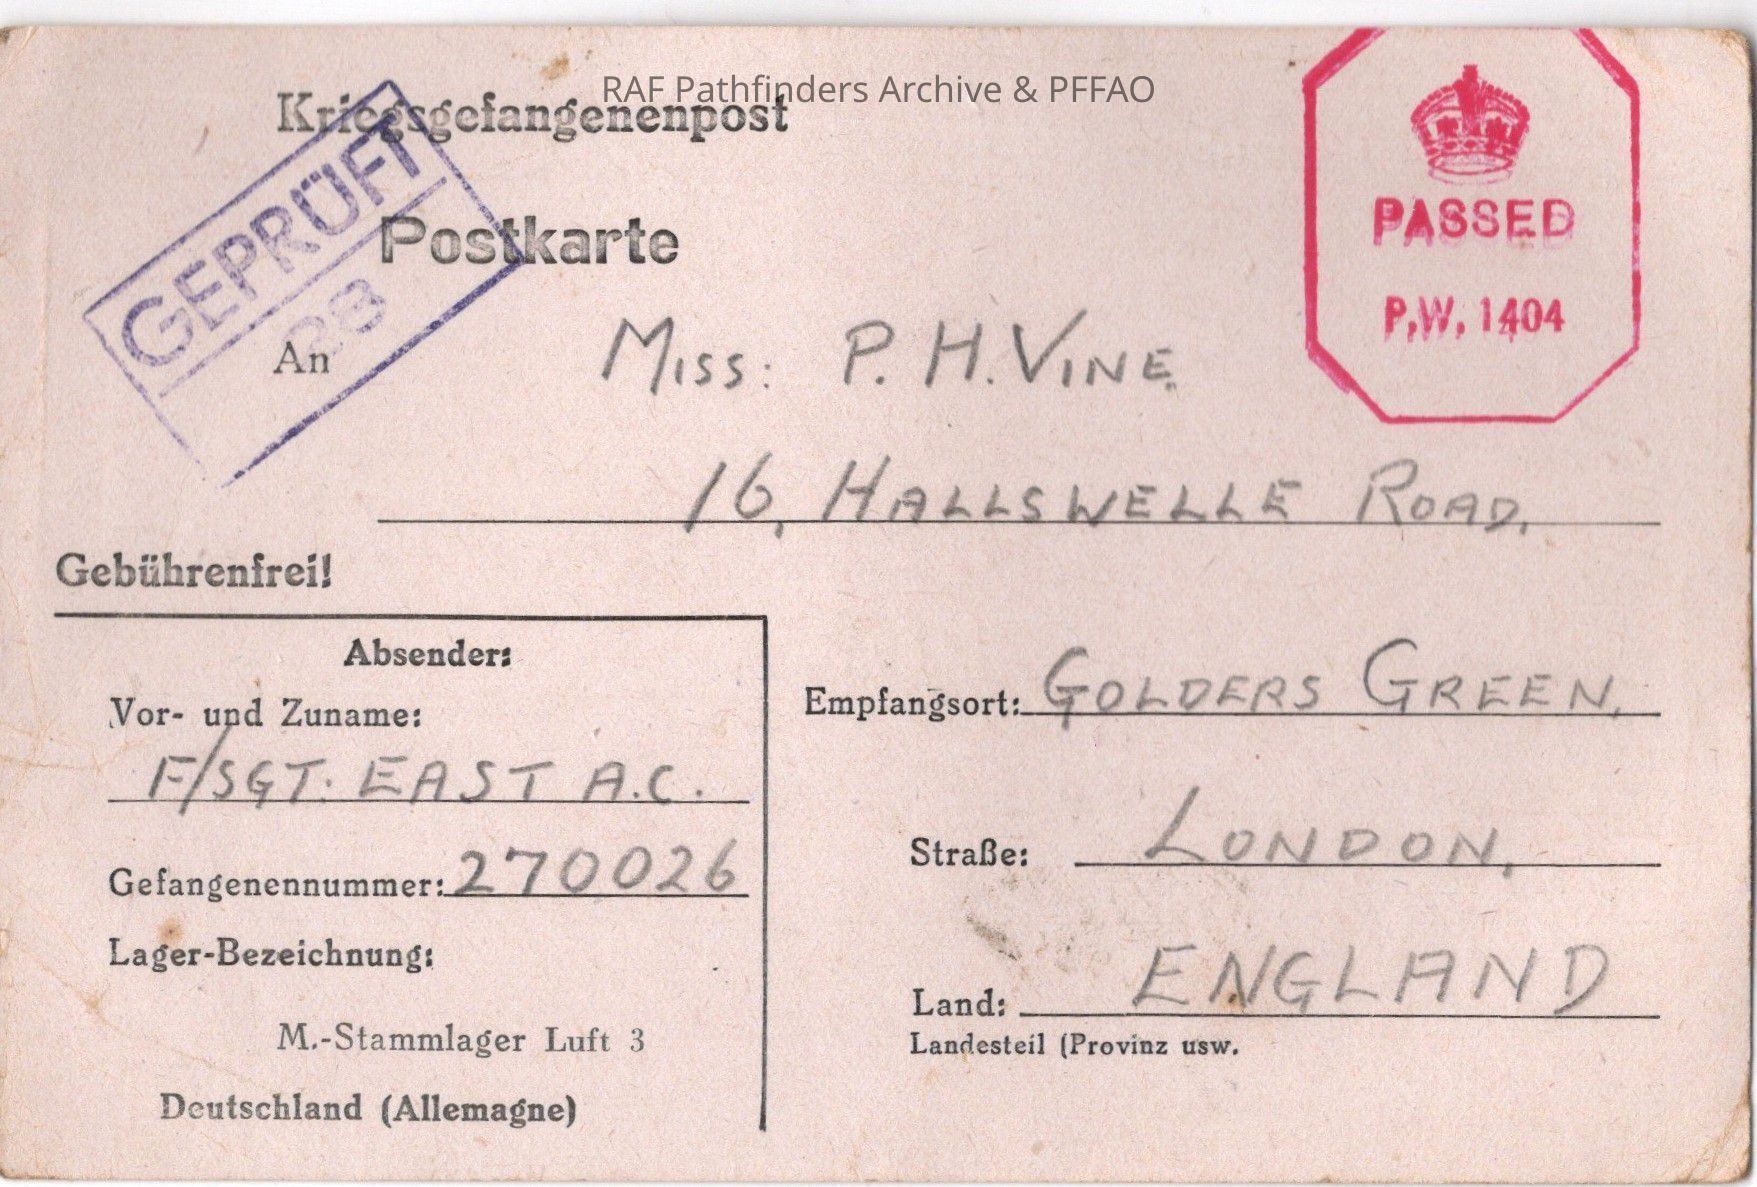 RAF Pathfinders Archive & PFFAO
Kriegsgefangenenpost
GEPRÜFT
28
PASSED
P.W. 1404
Postkarte
An
Miss: P. H. VINE.
16, HALLSWELLE ROAD.
Gebührenfrei!
Absender:
Vor- und Zuname:
F/SGT. EAST A.C.
Gefangenennummer: 270026
Lager-Bezeichnung:
M.-Stammlager Luft 3
Deutschland (Allemagne)
Empfangsort: GOLDERS GREEN,
Straße: LONDON,
Land: ENGLAND
Landesteil (Provinz usw.